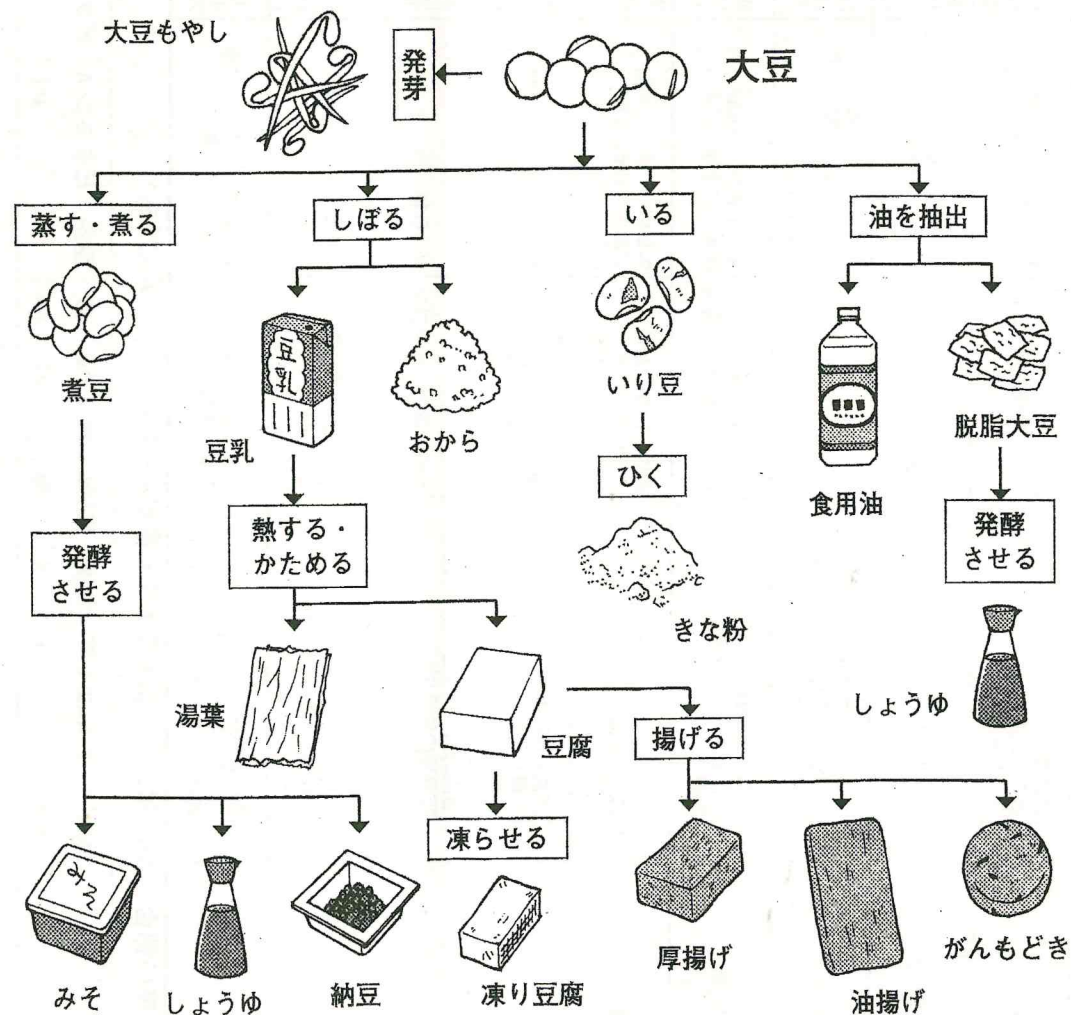 大豆もやし
発芽
大豆
蒸す・煮る
しぼる
いる
油を抽出
煮豆
豆乳
豆乳
おから
いり豆
ひく
きな粉
食用油
脱脂大豆
発酵
させる
しょうゆ
発酵
させる
熱する・
かためる
湯葉
豆腐
揚げる
凍らせる
みそ
みそ
しょうゆ
納豆
凍り豆腐
厚揚げ
油揚げ
がんもどき